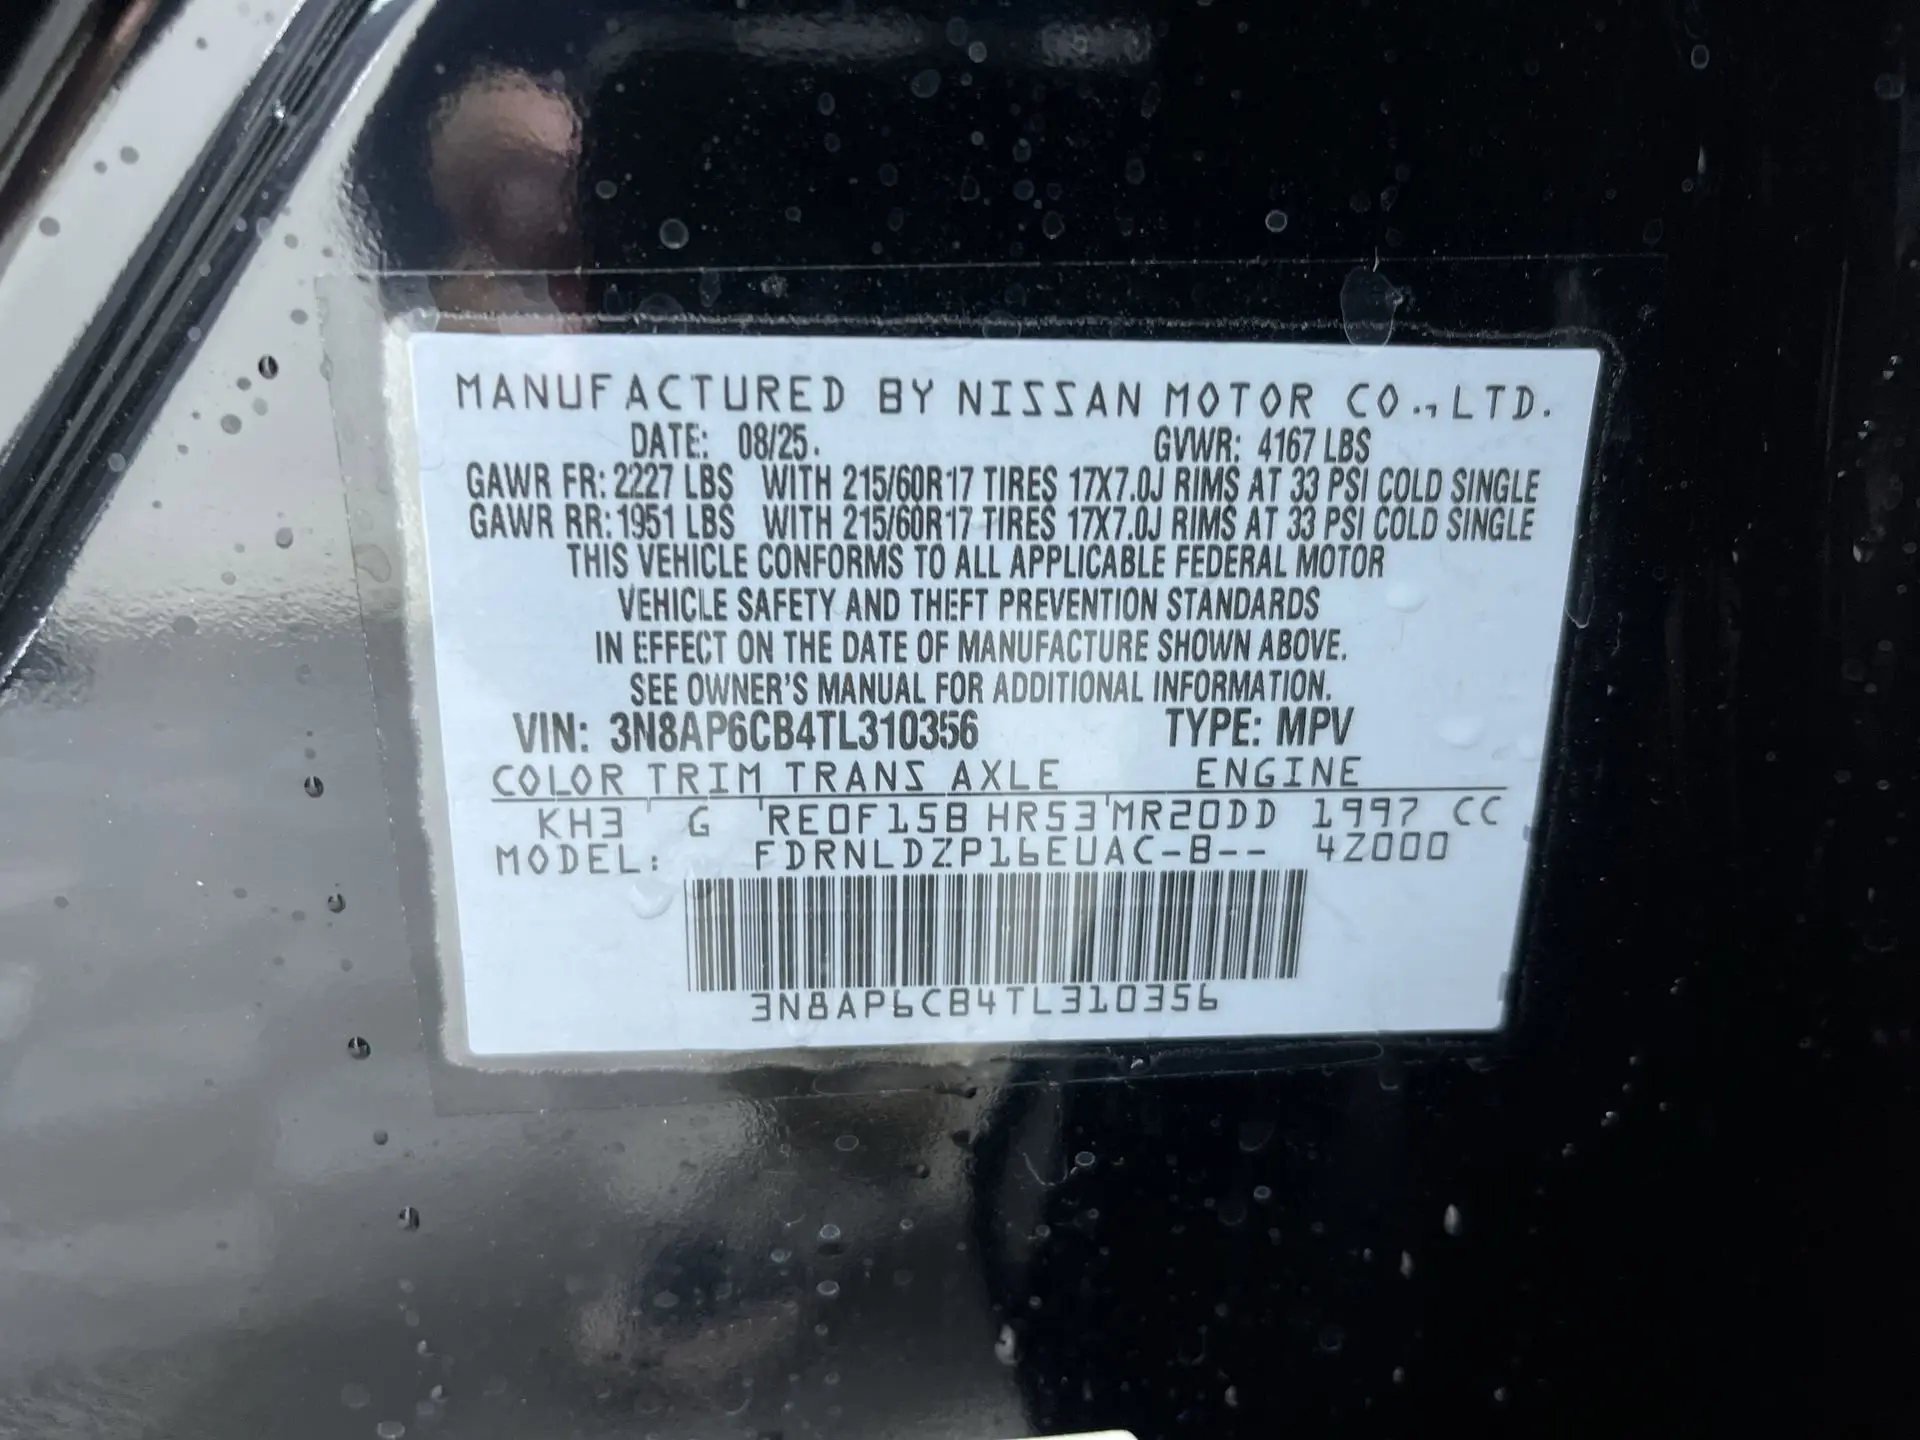 MANUFACTURED BY NISSAN MOTOR CO., LTD.
DATE: 08/25. GVWR: 4167 LBS
GAWR FR: 2227 LBS WITH 215/60R17 TIRES 17X7.0J RIMS AT 33 PSI COLD SINGLE
GAWR RR: 1951 LBS WITH 215/60R17 TIRES 17X7.0J RIMS AT 33 PSI COLD SINGLE
THIS VEHICLE CONFORMS TO ALL APPLICABLE FEDERAL MOTOR
VEHICLE SAFETY AND THEFT PREVENTION STANDARDS
IN EFFECT ON THE DATE OF MANUFACTURE SHOWN ABOVE.
SEE OWNER'S MANUAL FOR ADDITIONAL INFORMATION.
VIN: 3N8AP6CB4TL310356 TYPE: MPV
COLOR TRIM TRANS AXLE ENGINE
KH3 G RE0F15B HR53 MR20DD 1997 CC
MODEL: FDRNLDZP16EUAC-B-- 4Z000
3N8AP6CB4TL310356